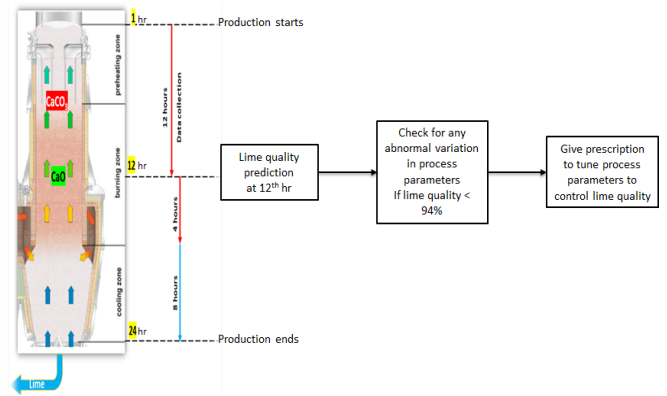 1 hr
Production starts
preheating zone
CaCO3
12 hours
Data collection
burning zone
12 hr
CaO
4 hours
cooling zone
8 hours
24 hr
Production ends
Lime
Lime quality
prediction
at 12th hr
Check for any
abnormal variation
in process
parameters
If lime quality <
94%
Give prescription
to tune process
parameters to
control lime quality